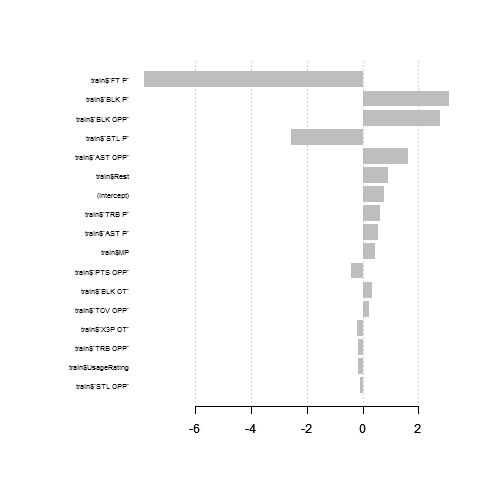 train$`FT P`
train$`BLK P`
train$`BLK OPP`
train$`STL P`
train$`AST OPP`
train$Rest
(Intercept)
train$`TRB P`
train$`AST P`
train$MP
train$`PTS OPP`
train$`BLK OT`
train$`TOV OPP`
train$`X3P OT`
train$`TRB OPP`
train$UsageRating
train$`STL OPP`
-6 -4 -2 0 2